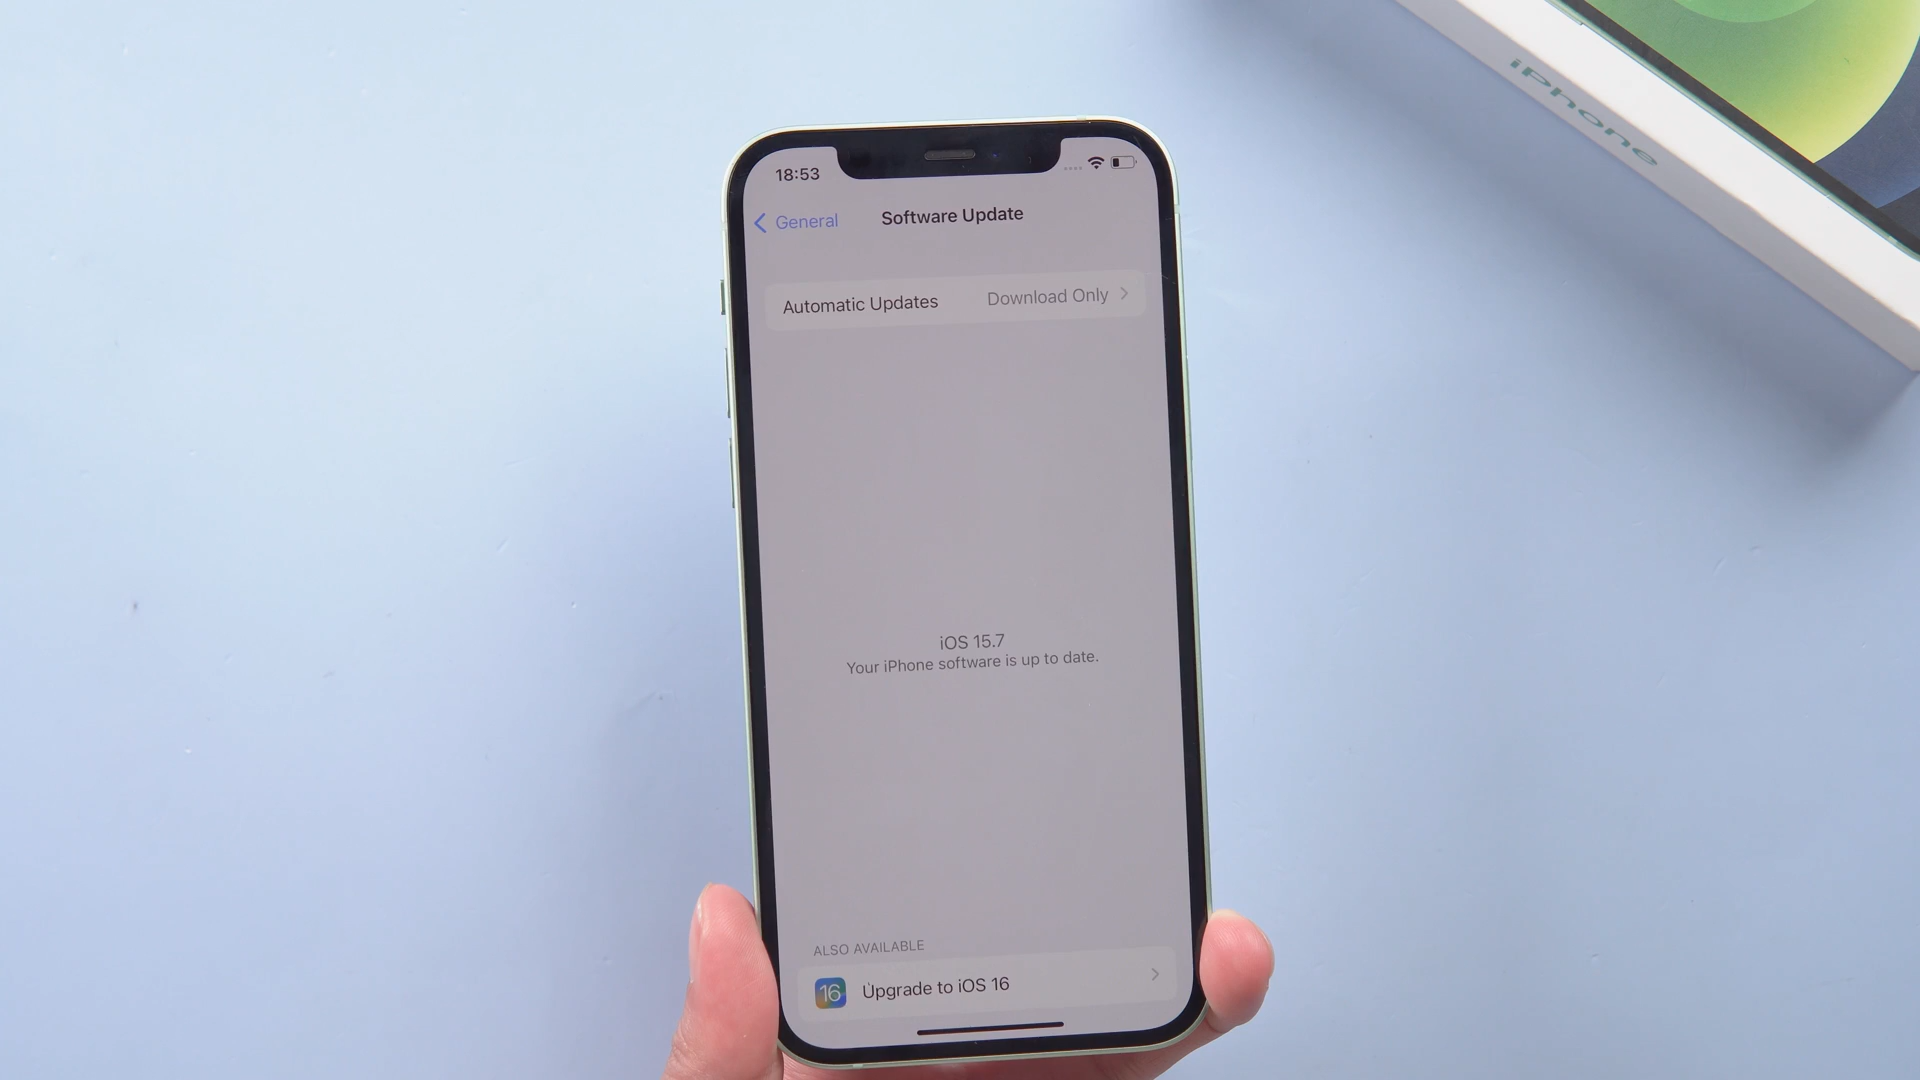 iPhone
18:53
General
Software Update
Automatic Updates Download Only
iOS 15.7
Your iPhone software is up to date.
ALSO AVAILABLE
16 Upgrade to iOS 16